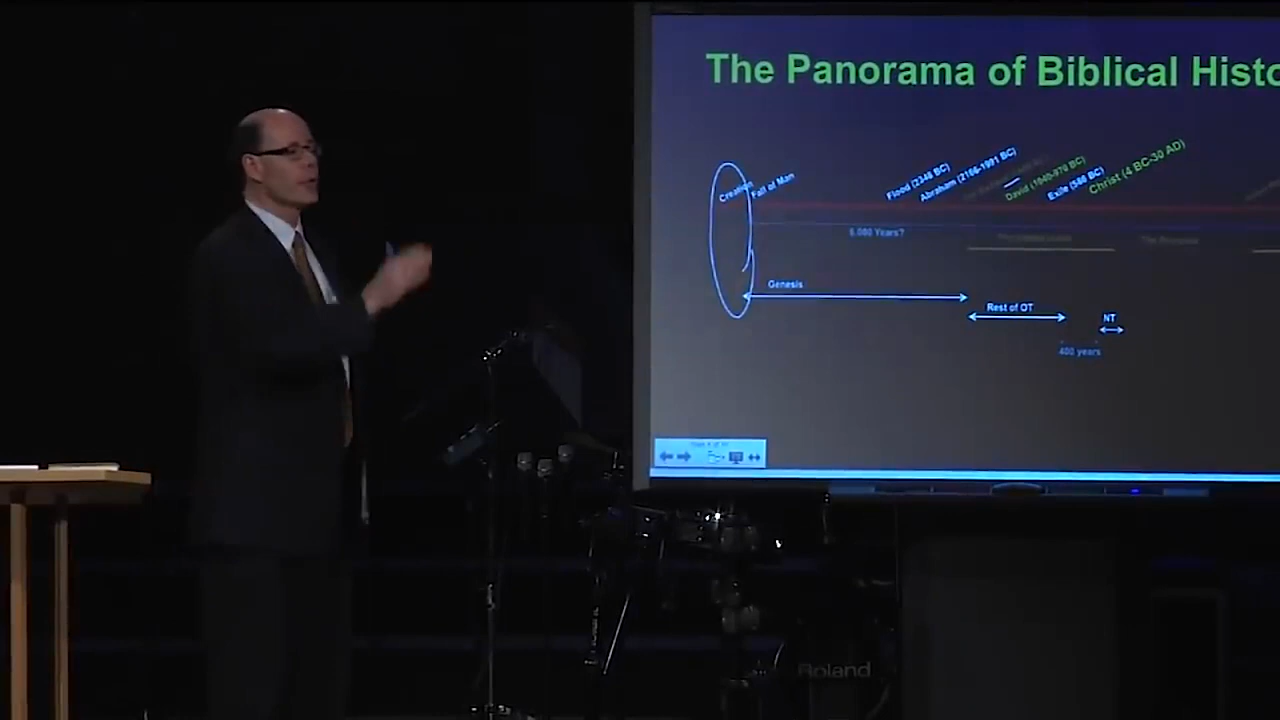 The Panorama of Biblical Histo
Creation
Fall of Man
Flood (2348 BC)
Abraham (2166-1991 BC)
David (1040-970 BC)
Exile (586 BC)
Christ (4 BC-30 AD)
6,000 Years?
Genesis
Rest of OT
NT
400 years
Roland